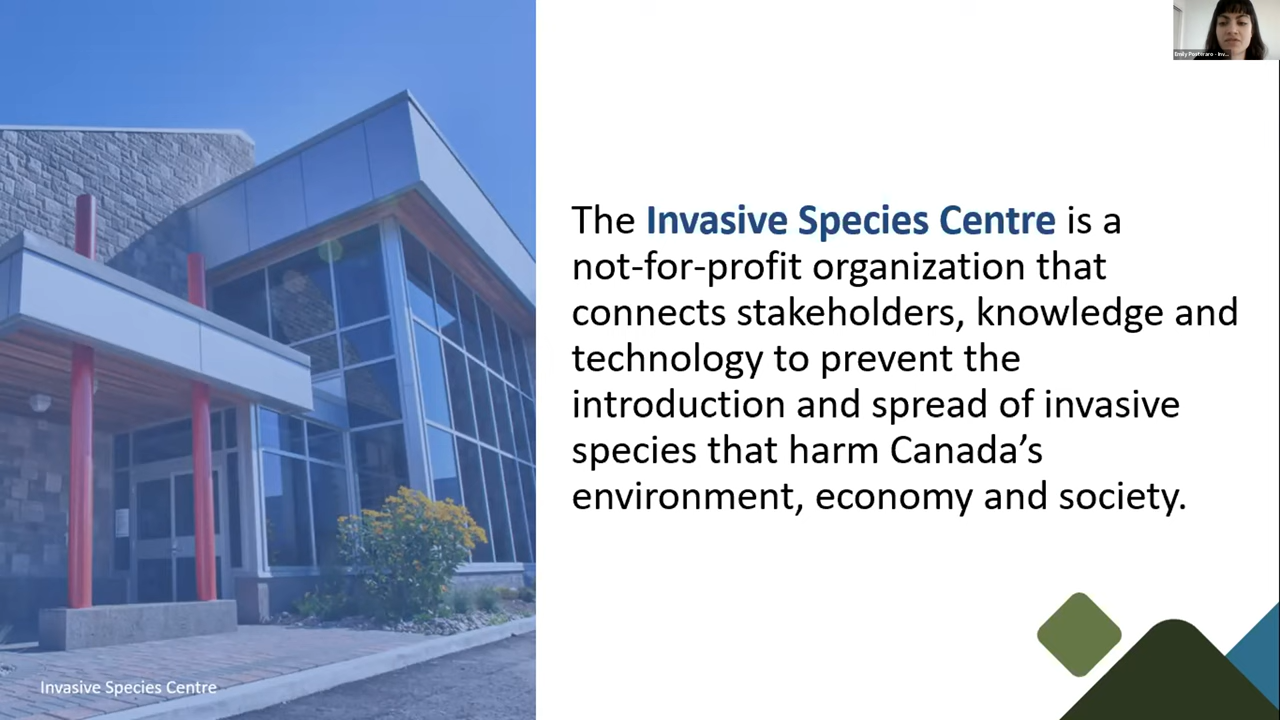 The Invasive Species Centre is a
not-for-profit organization that
connects stakeholders, knowledge and
technology to prevent the
introduction and spread of invasive
species that harm Canada’s
environment, economy and society.
Invasive Species Centre
Emily